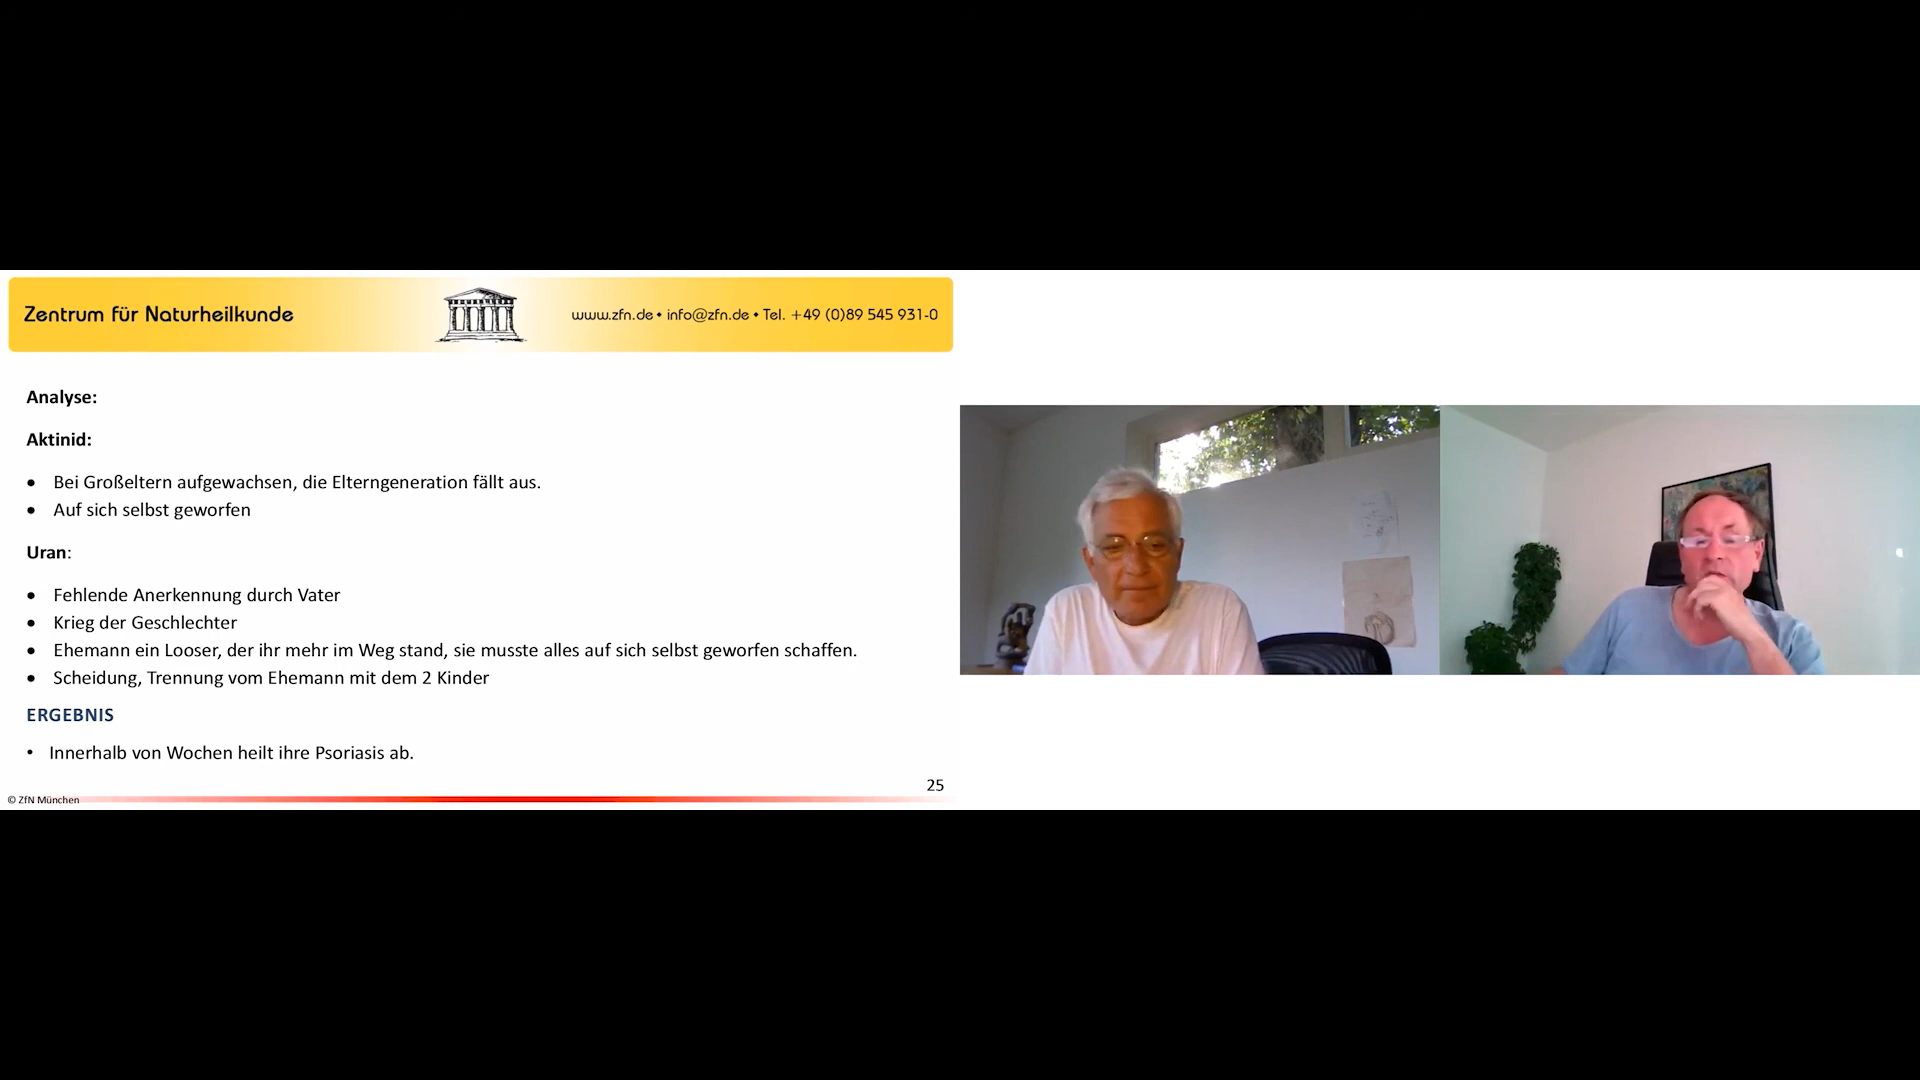 Zentrum für Naturheilkunde
www.zfn.de • info@zfn.de • Tel. +49 (0)89 545 931-0
Analyse:
Aktinid:
• Bei Großeltern aufgewachsen, die Elterngeneration fällt aus.
• Auf sich selbst geworfen
Uran:
• Fehlende Anerkennung durch Vater
• Krieg der Geschlechter
• Ehemann ein Looser, der ihr mehr im Weg stand, sie musste alles auf sich selbst geworfen schaffen.
• Scheidung, Trennung vom Ehemann mit dem 2 Kinder
ERGEBNIS
• Innerhalb von Wochen heilt ihre Psoriasis ab.
25
© ZfN München